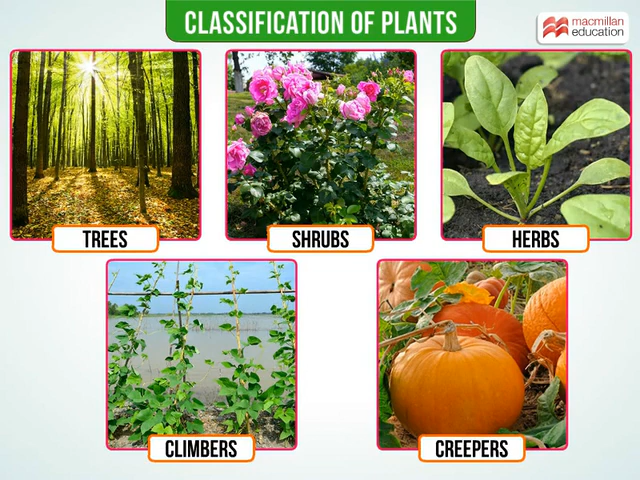 CLASSIFICATION OF PLANTS
macmillan
education
TREES
SHRUBS
HERBS
CLIMBERS
CREEPERS